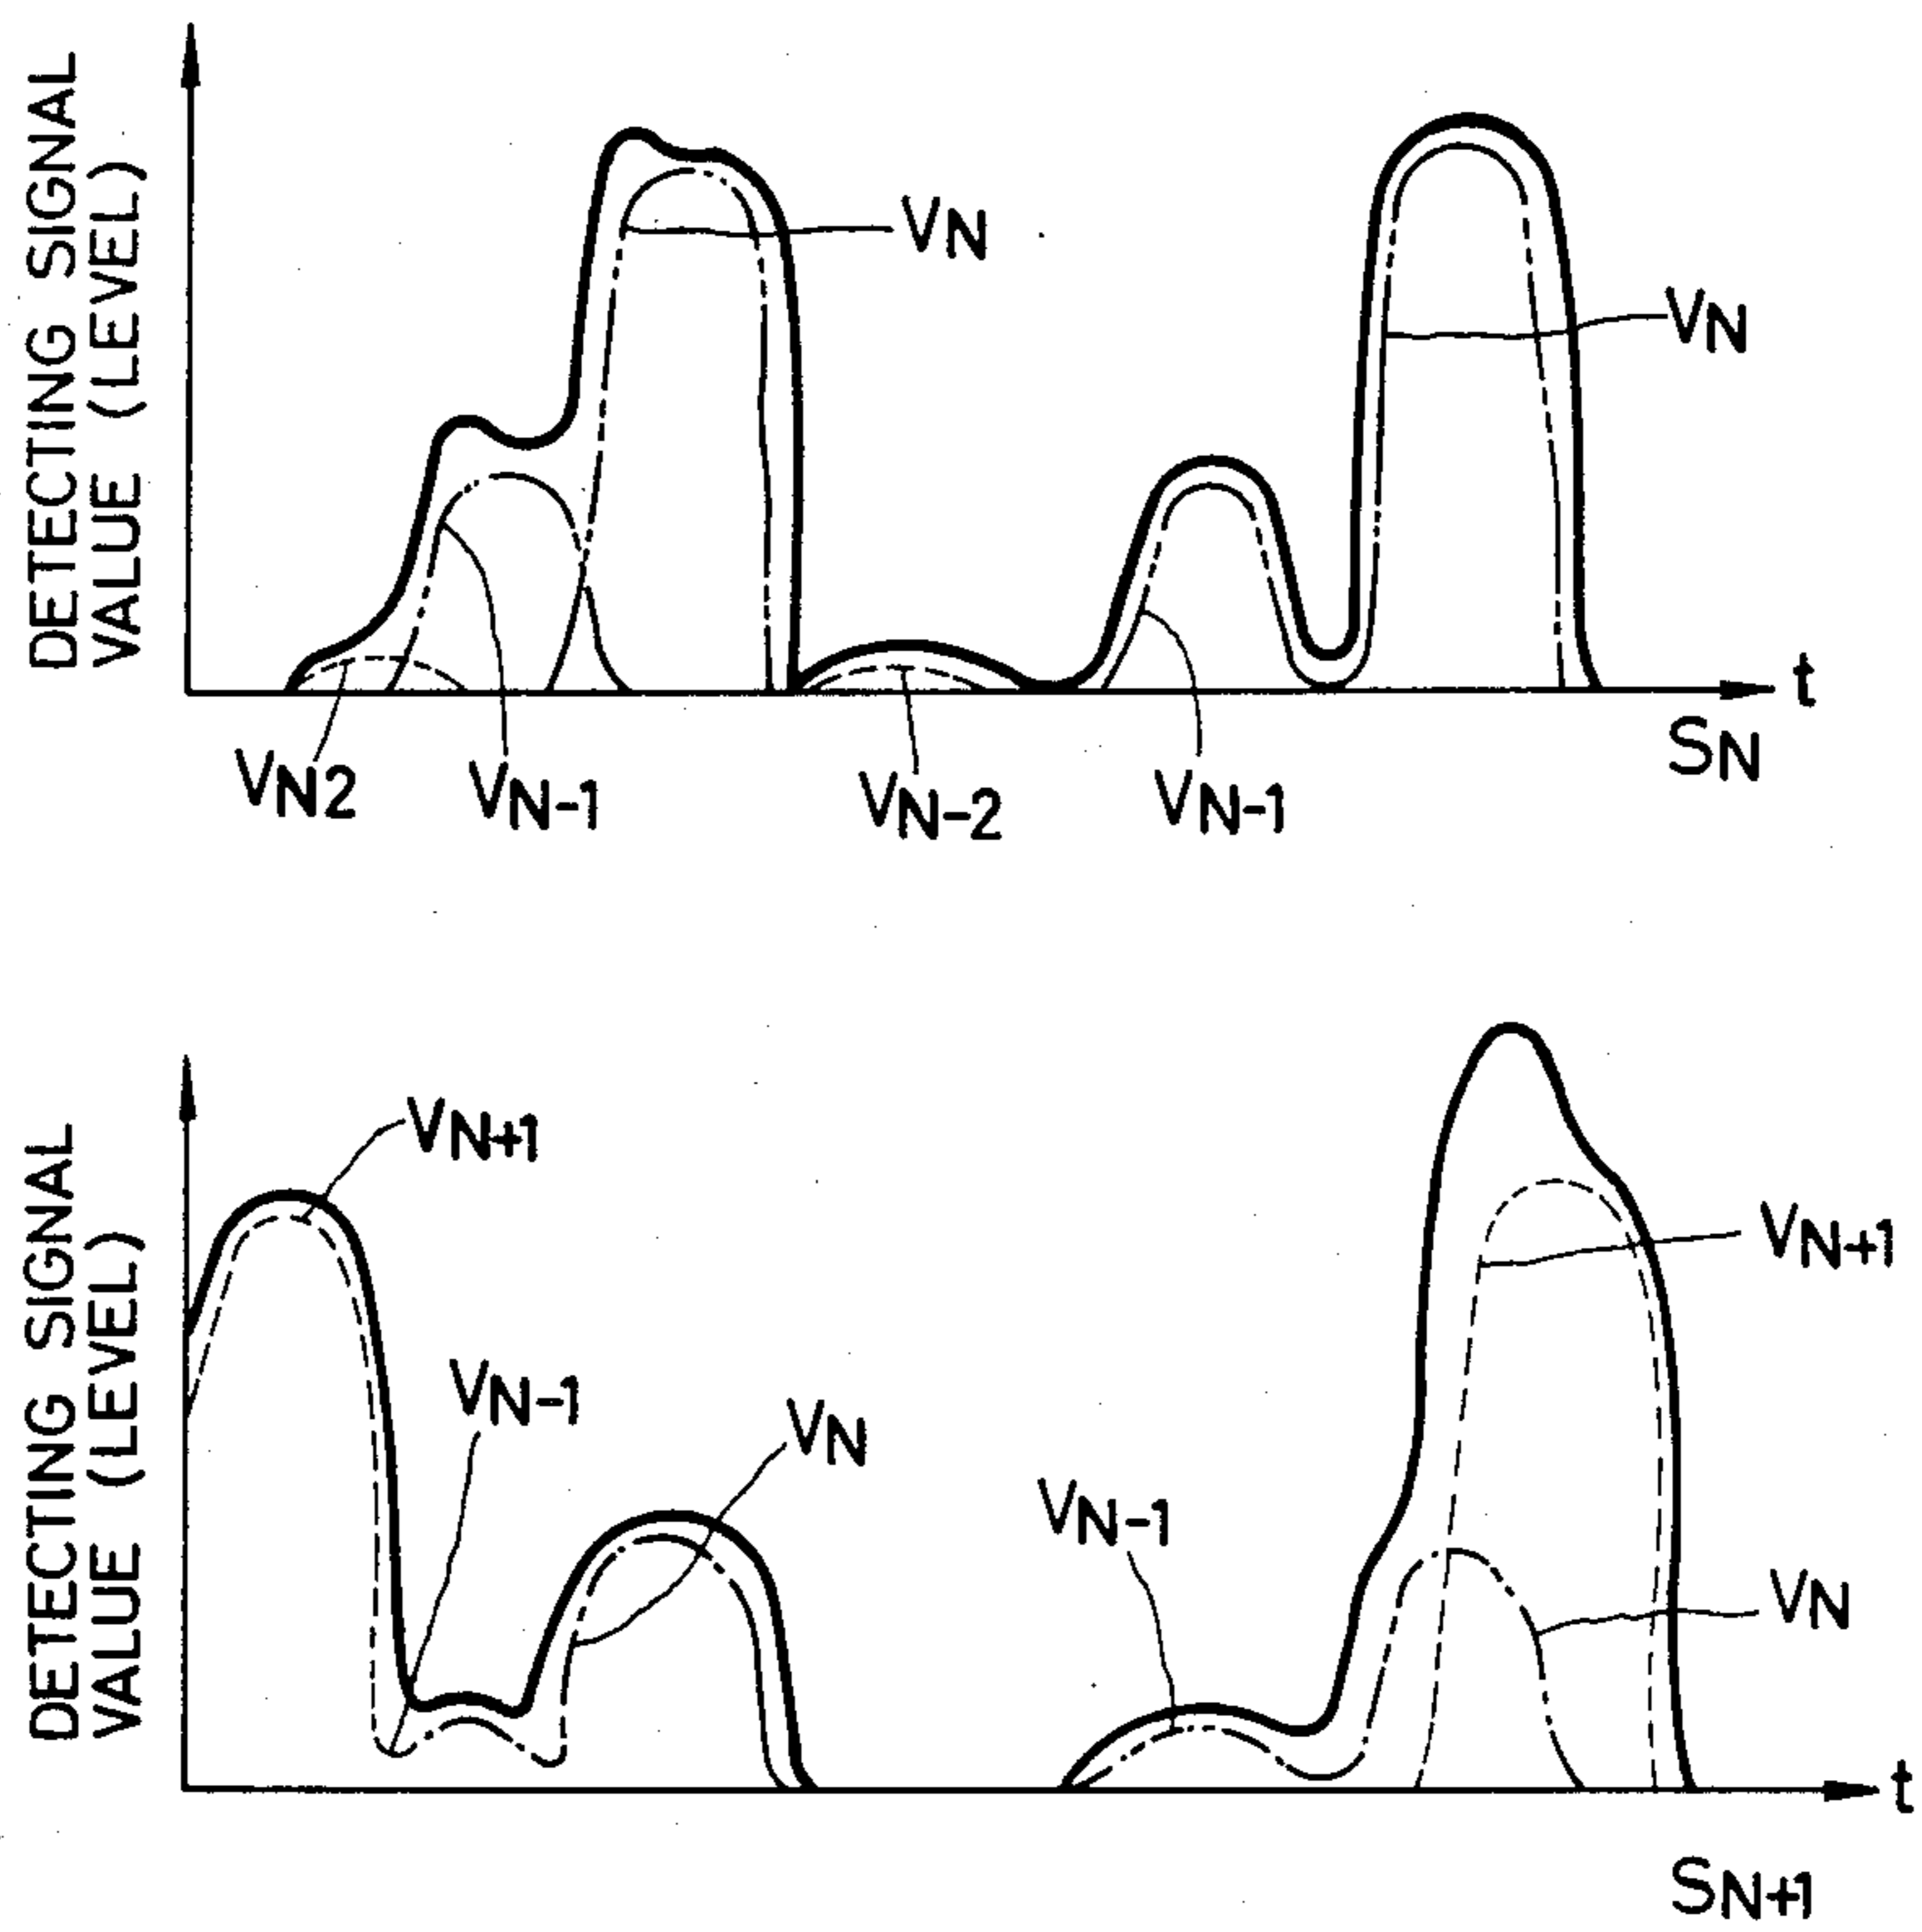 DETECTING SIGNAL
VALUE (LEVEL)
VN
VN
t
SN
VN2
VN-1
VN-2
VN-1
DETECTING SIGNAL
VALUE (LEVEL)
VN+1
VN-1
VN
VN-1
VN+1
VN
t
SN+1